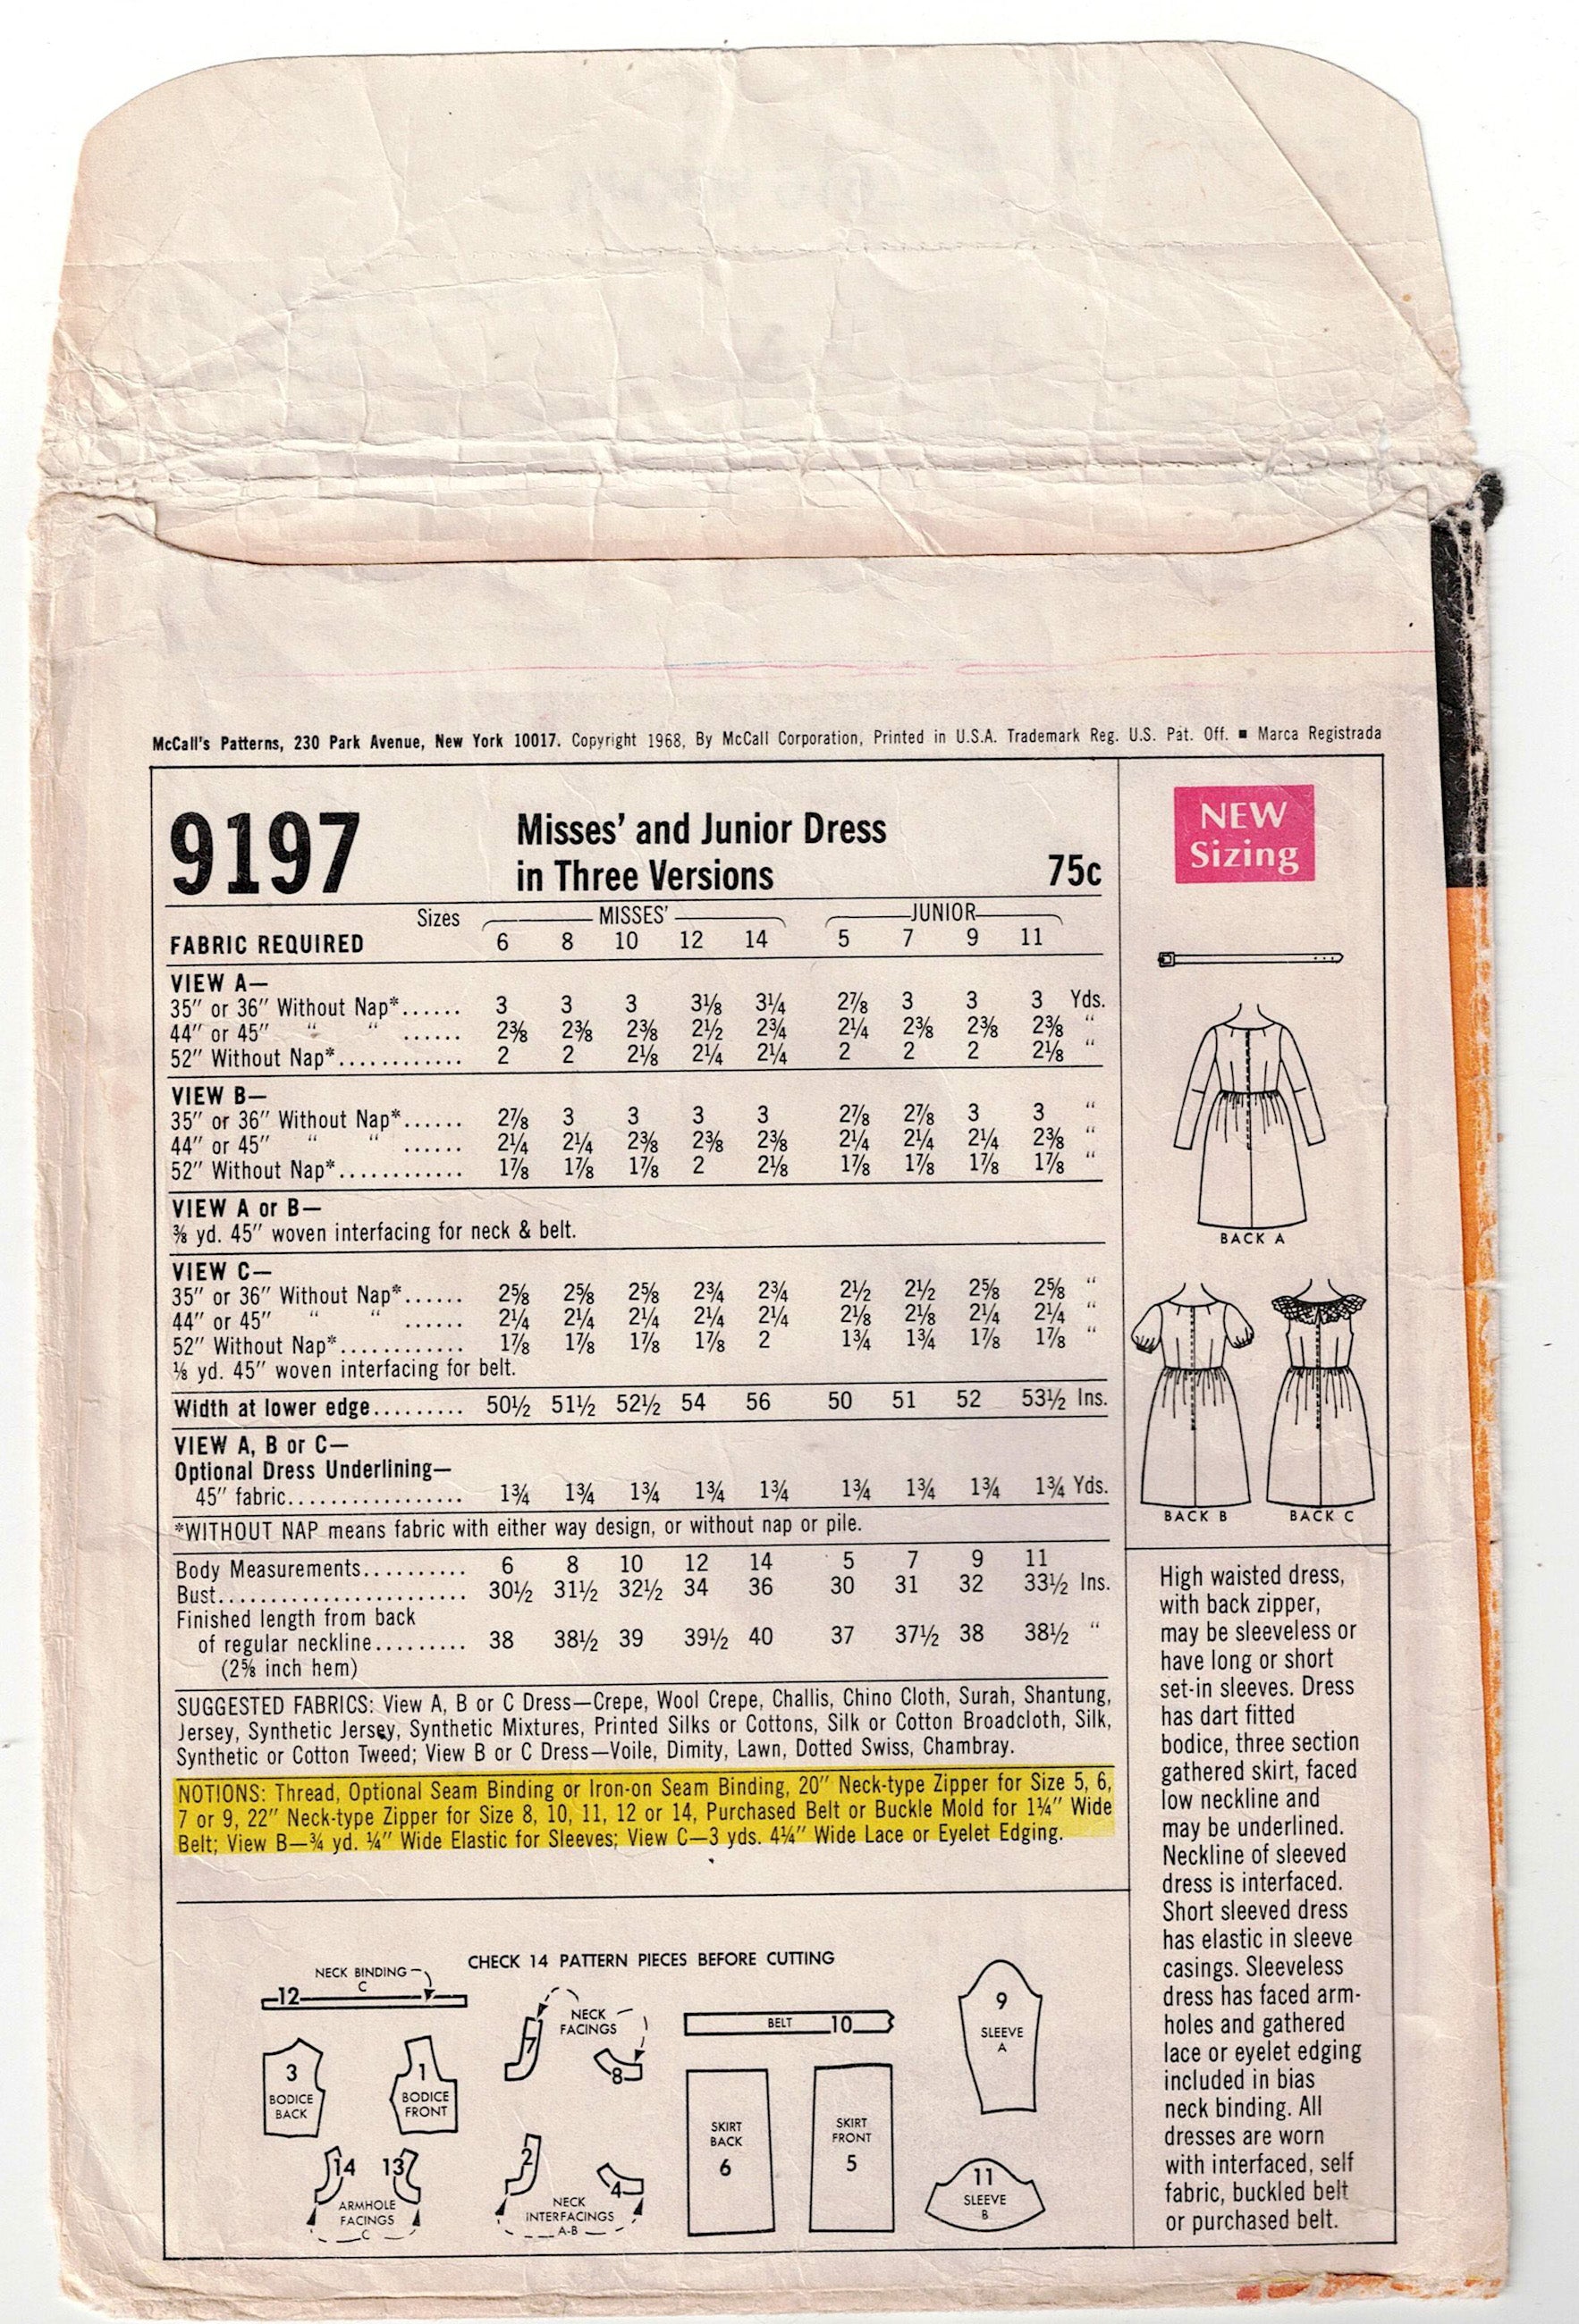 McCall's Patterns, 230 Park Avenue, New York 10017. Copyright 1968, By McCall Corporation, Printed in U.S.A. Trademark Reg. U.S. Pat. Off. ■ Marca Registrada
9197
Misses' and Junior Dress
in Three Versions
75c
Sizes MISSES' JUNIOR
FABRIC REQUIRED 6 8 10 12 14 5 7 9 11
VIEW A—
35" or 36" Without Nap*...... 3 3 3 3⅛ 3¼ 2⅞ 3 3 3 Yds.
44" or 45" " " ...... 2⅜ 2⅜ 2⅜ 2½ 2¾ 2¼ 2⅜ 2⅜ 2⅜ "
52" Without Nap*............ 2 2 2⅛ 2¼ 2¼ 2 2 2 2⅛ "
VIEW B—
35" or 36" Without Nap*...... 2⅞ 3 3 3 3 2⅞ 2⅞ 3 3 "
44" or 45" " " ...... 2¼ 2¼ 2⅜ 2⅜ 2⅜ 2¼ 2¼ 2¼ 2⅜ "
52" Without Nap*............ 1⅞ 1⅞ 1⅞ 2 2⅛ 1⅞ 1⅞ 1⅞ 1⅞ "
VIEW A or B—
⅜ yd. 45" woven interfacing for neck & belt.
VIEW C—
35" or 36" Without Nap*...... 2⅝ 2⅝ 2⅝ 2¾ 2¾ 2½ 2½ 2⅝ 2⅝ "
44" or 45" " " ...... 2¼ 2¼ 2¼ 2¼ 2¼ 2⅛ 2⅛ 2¼ 2¼ "
52" Without Nap*............ 1⅞ 1⅞ 1⅞ 1⅞ 2 1¾ 1¾ 1⅞ 1⅞ "
⅛ yd. 45" woven interfacing for belt.
Width at lower edge......... 50½ 51½ 52½ 54 56 50 51 52 53½ Ins.
VIEW A, B or C—
Optional Dress Underlining—
45" fabric................. 1¾ 1¾ 1¾ 1¾ 1¾ 1¾ 1¾ 1¾ 1¾ Yds.
*WITHOUT NAP means fabric with either way design, or without nap or pile.
Body Measurements.......... 6 8 10 12 14 5 7 9 11
Bust........................ 30½ 31½ 32½ 34 36 30 31 32 33½ Ins.
Finished length from back
of regular neckline......... 38 38½ 39 39½ 40 37 37½ 38 38½ "
(2⅝ inch hem)
SUGGESTED FABRICS: View A, B or C Dress—Crepe, Wool Crepe, Challis, Chino Cloth, Surah, Shantung,
Jersey, Synthetic Jersey, Synthetic Mixtures, Printed Silks or Cottons, Silk or Cotton Broadcloth, Silk,
Synthetic or Cotton Tweed; View B or C Dress—Voile, Dimity, Lawn, Dotted Swiss, Chambray.
NOTIONS: Thread, Optional Seam Binding or Iron-on Seam Binding, 20" Neck-type Zipper for Size 5, 6,
7 or 9, 22" Neck-type Zipper for Size 8, 10, 11, 12 or 14, Purchased Belt or Buckle Mold for 1¼" Wide
Belt; View B—¾ yd. ¼" Wide Elastic for Sleeves; View C—3 yds. 4¼" Wide Lace or Eyelet Edging.
CHECK 14 PATTERN PIECES BEFORE CUTTING
NECK BINDING
C
12
3
BODICE
BACK
1
BODICE
FRONT
14 13
ARMHOLE
FACINGS
C
7
NECK
FACINGS
8
2
4
NECK
INTERFACINGS
A-B
BELT 10
SKIRT
BACK
6
SKIRT
FRONT
5
9
SLEEVE
A
11
SLEEVE
B
NEW
Sizing
BACK A
BACK B
BACK C
High waisted dress,
with back zipper,
may be sleeveless or
have long or short
set-in sleeves. Dress
has dart fitted
bodice, three section
gathered skirt, faced
low neckline and
may be underlined.
Neckline of sleeved
dress is interfaced.
Short sleeved dress
has elastic in sleeve
casings. Sleeveless
dress has faced arm-
holes and gathered
lace or eyelet edging
included in bias
neck binding. All
dresses are worn
with interfaced, self
fabric, buckled belt
or purchased belt.